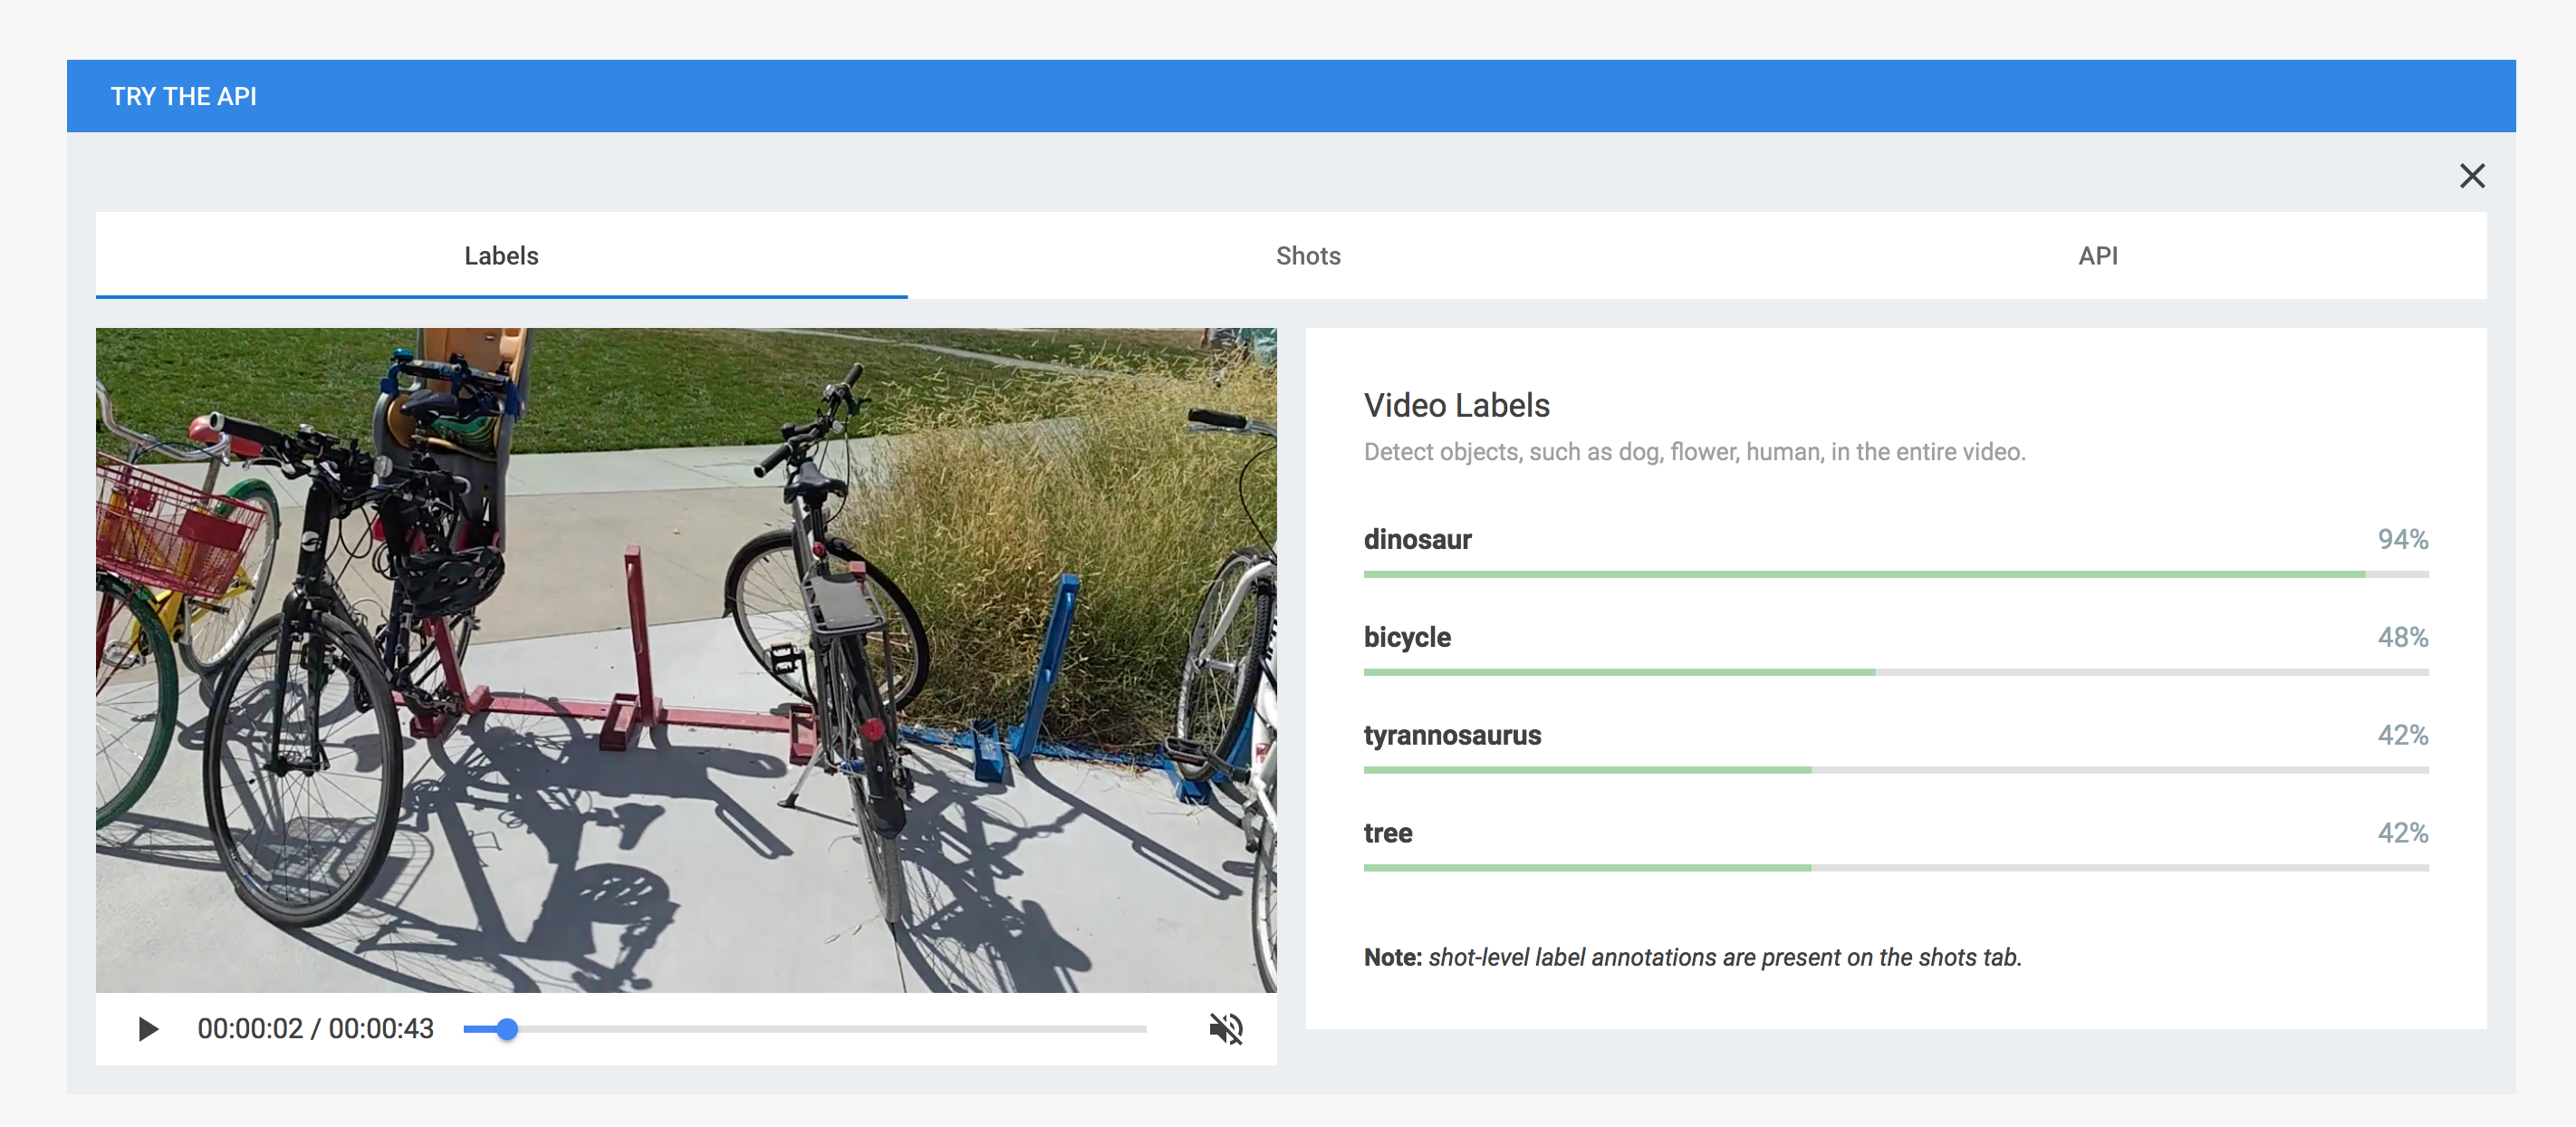 TRY THE API
Labels
Shots
API
Video Labels
Detect objects, such as dog, flower, human, in the entire video.
dinosaur 94%
bicycle 48%
tyrannosaurus 42%
tree 42%
Note: shot-level label annotations are present on the shots tab.
00:00:02 / 00:00:43